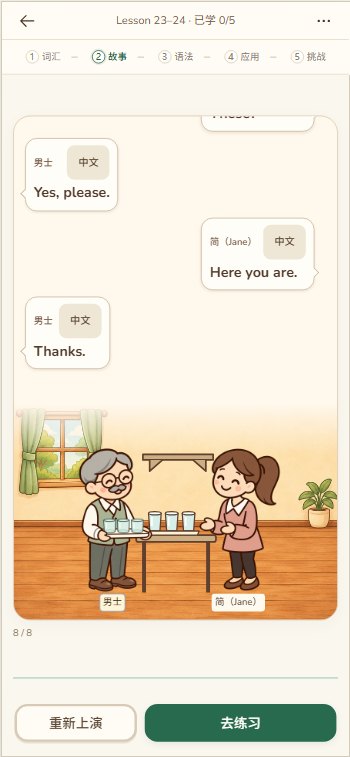 Lesson 23–24 · 已学 0/5
1 词汇 – 2 故事 – 3 语法 – 4 应用 – 5 挑战
These?
男士 中文
Yes, please.
简（Jane） 中文
Here you are.
男士 中文
Thanks.
男士 简（Jane）
8 / 8
重新上演 去练习